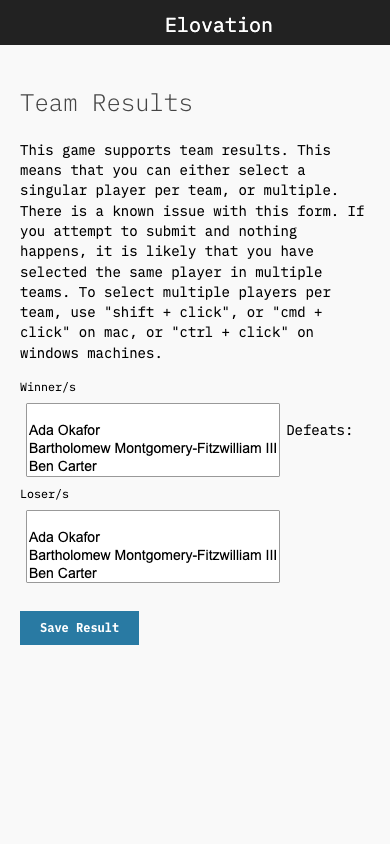 Elovation
Team Results
This game supports team results. This
means that you can either select a
singular player per team, or multiple.
There is a known issue with this form. If
you attempt to submit and nothing
happens, it is likely that you have
selected the same player in multiple
teams. To select multiple players per
team, use "shift + click", or "cmd +
click" on mac, or "ctrl + click" on
windows machines.
Winner/s
Ada Okafor
Bartholomew Montgomery-Fitzwilliam III
Ben Carter
Defeats:
Loser/s
Ada Okafor
Bartholomew Montgomery-Fitzwilliam III
Ben Carter
Save Result